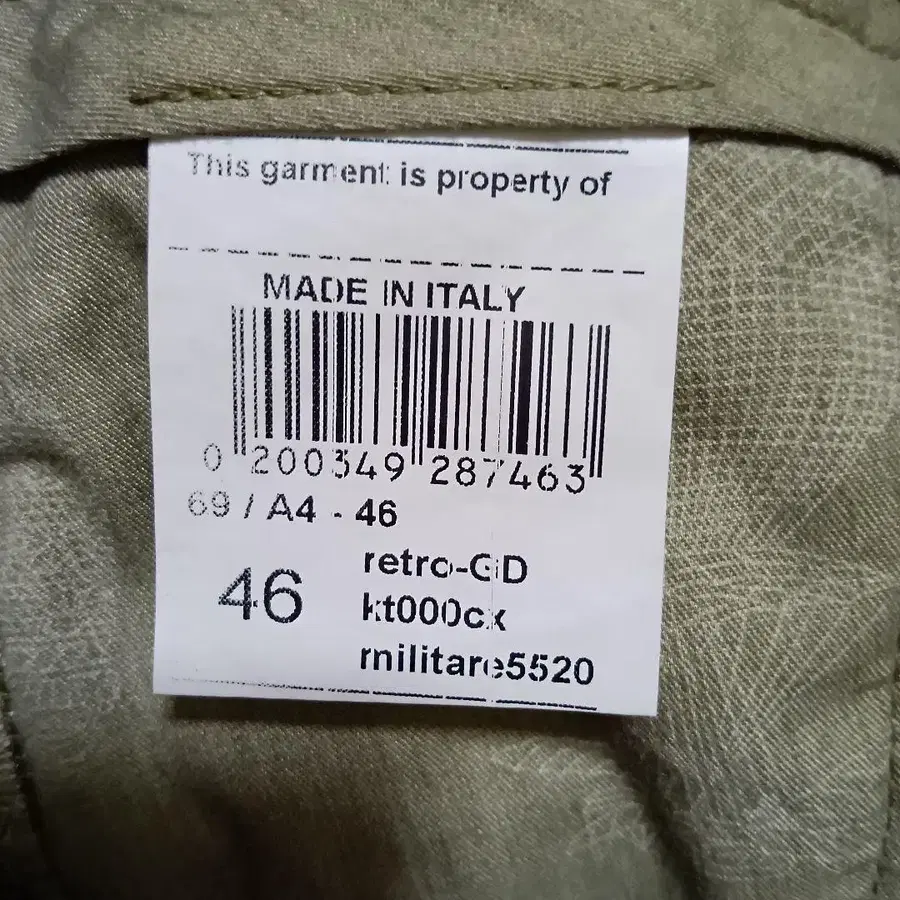 This garment is property of
MADE IN ITALY
0 200349 287463
69 / A4 - 46
46
retro-GD
kt000cx
militare5520